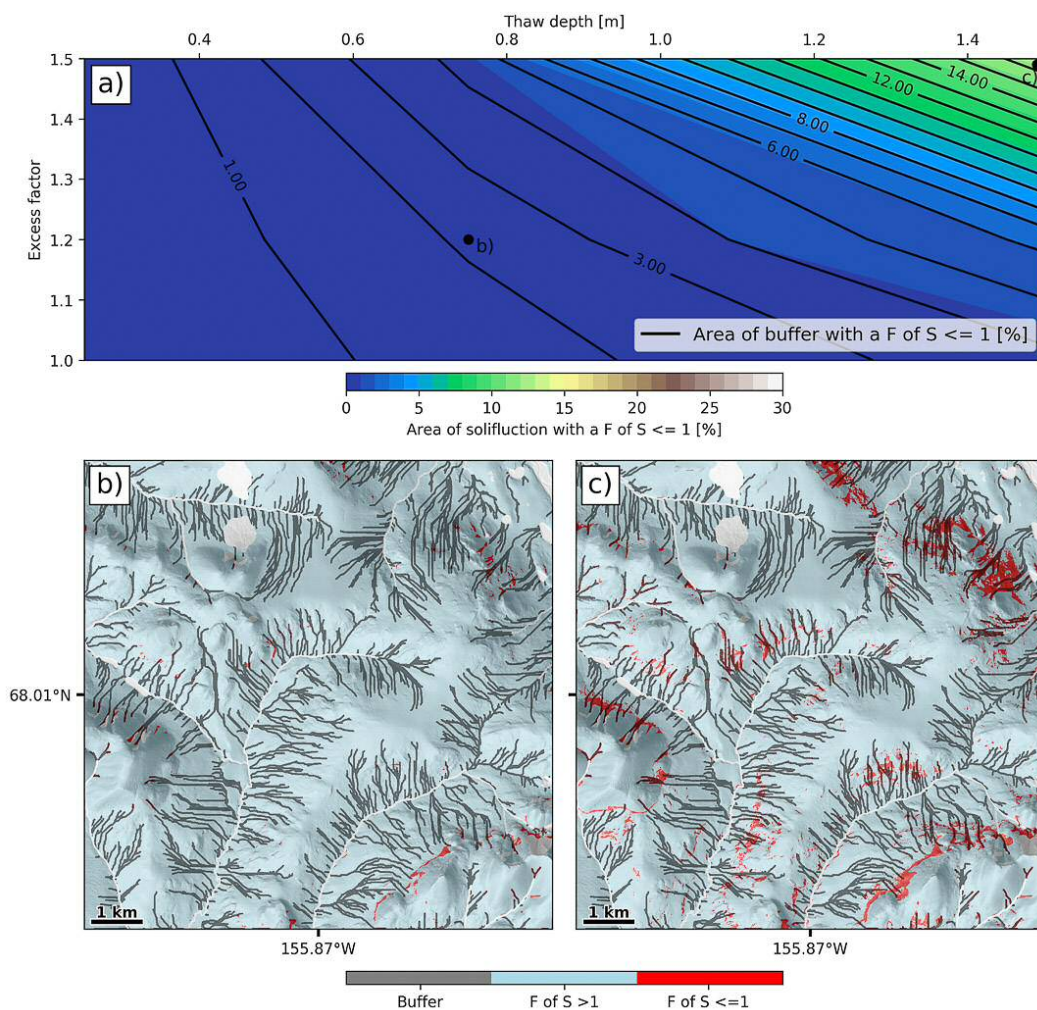 Thaw depth [m]
0.4 0.6 0.8 1.0 1.2 1.4
a)
Excess factor
1.5
1.4
1.3
1.2
1.1
1.0
1.00
3.00
6.00
8.00
12.00
14.00
b)
c)
Area of buffer with a F of S <= 1 [%]
0 5 10 15 20 25 30
Area of solifluction with a F of S <= 1 [%]
b)
c)
68.01°N
1 km
1 km
155.87°W
155.87°W
Buffer F of S >1 F of S <=1